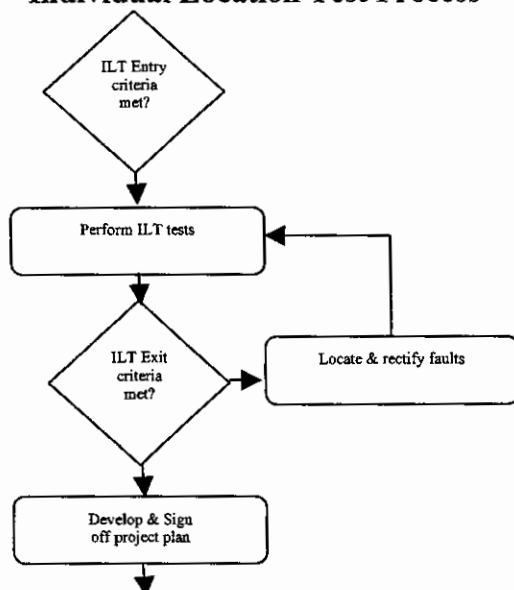 Individual Location Test Process
ILT Entry
criteria
met?
Perform ILT tests
ILT Exit
criteria
met?
Locate & rectify faults
Develop & Sign
off project plan